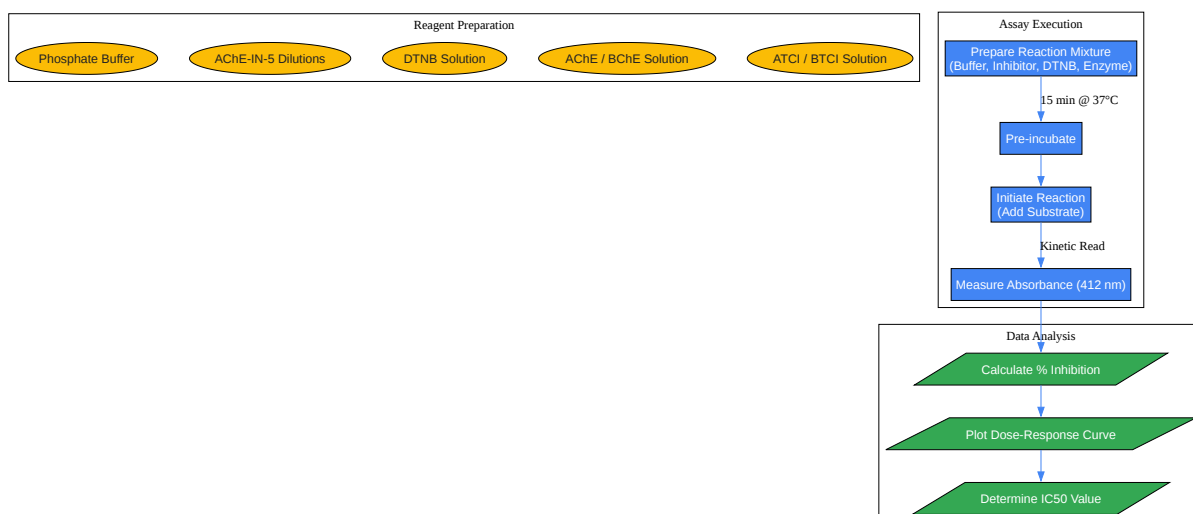 Reagent Preparation
Phosphate Buffer
AChE-IN-5 Dilutions
DTNB Solution
AChE / BChE Solution
ATCI / BTCI Solution
Assay Execution
Prepare Reaction Mixture
(Buffer, Inhibitor, DTNB, Enzyme)
15 min @ 37°C
Pre-incubate
Initiate Reaction
(Add Substrate)
Kinetic Read
Measure Absorbance (412 nm)
Data Analysis
Calculate % Inhibition
Plot Dose-Response Curve
Determine IC50 Value